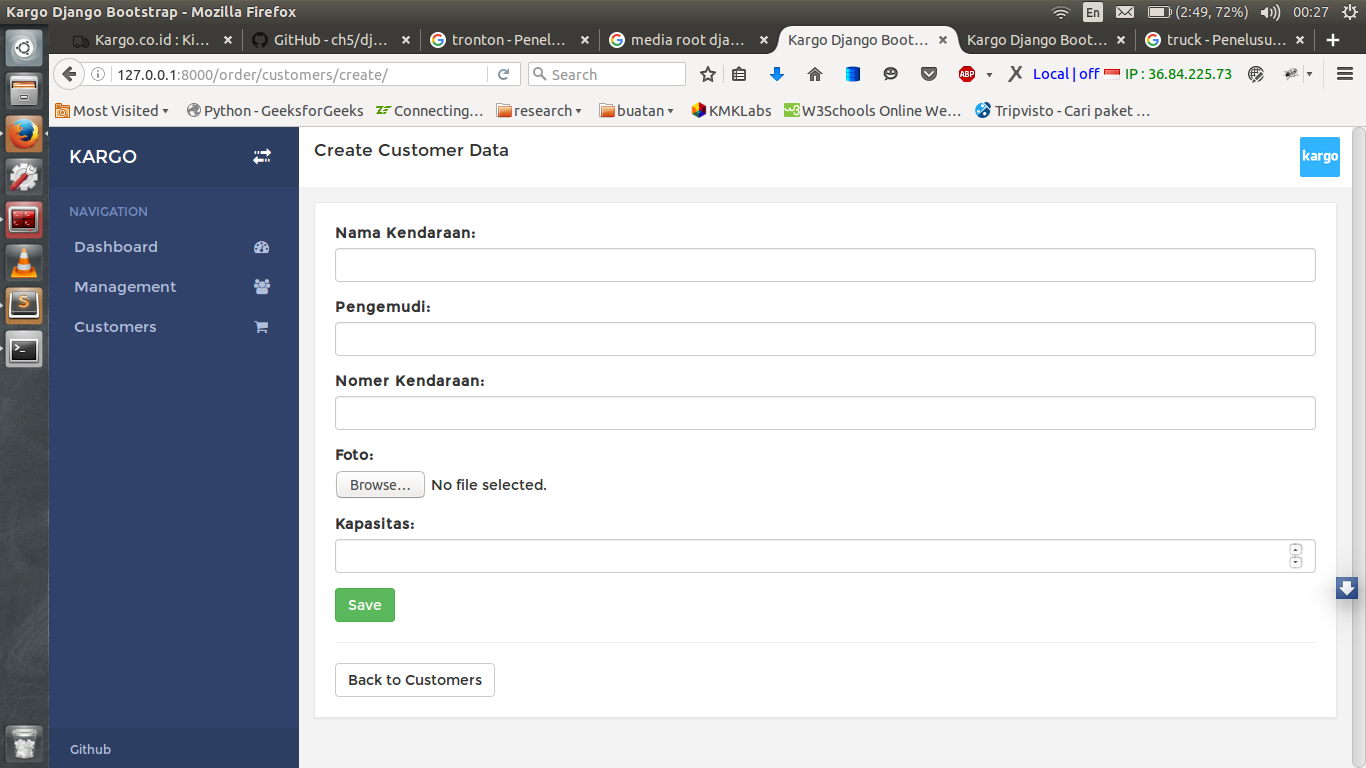 Kargo Django Bootstrap - Mozilla Firefox
En
(2:49, 72%)
00:27
Kargo.co.id : Ki...
GitHub - ch5/dj...
tronton - Penel...
media root dja...
Kargo Django Boot...
Kargo Django Boot...
truck - Penelusu...
127.0.0.1:8000/order/customers/create/
Search
ABP
Local | off
IP : 36.84.225.73
Most Visited
Python - GeeksforGeeks
Connecting...
research
buatan
KMKLabs
W3Schools Online We...
Tripvisto - Cari paket ...
KARGO
Create Customer Data
kargo
NAVIGATION
Dashboard
Management
Customers
Nama Kendaraan:
Pengemudi:
Nomer Kendaraan:
Foto:
Browse...
No file selected.
Kapasitas:
Save
Back to Customers
Github